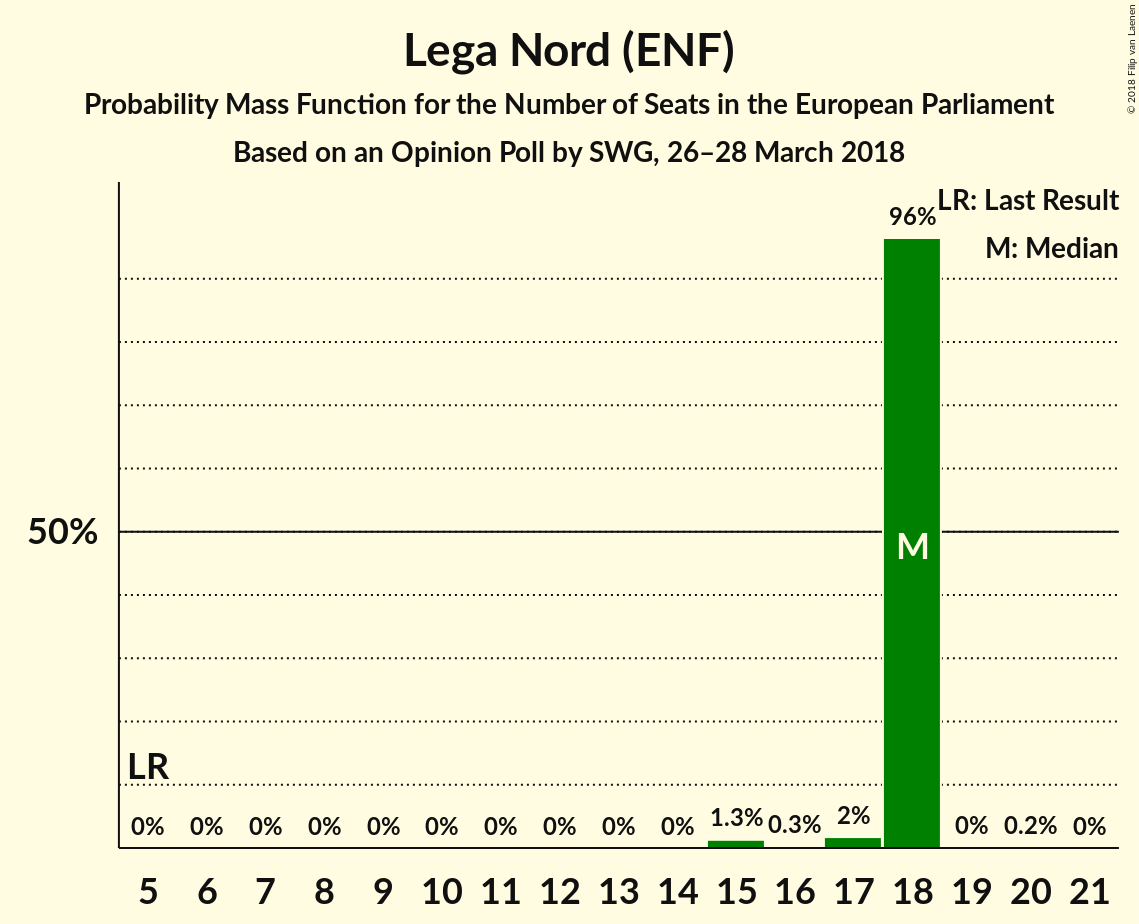 Lega Nord (ENF)
Probability Mass Function for the Number of Seats in the European Parliament
Based on an Opinion Poll by SWG, 26–28 March 2018
© 2018 Filip van Laenen
LR: Last Result
M: Median
96%
50%
M
LR
0% 0% 0% 0% 0% 0% 0% 0% 0% 0% 1.3% 0.3% 2% 0% 0.2% 0%
5 6 7 8 9 10 11 12 13 14 15 16 17 18 19 20 21